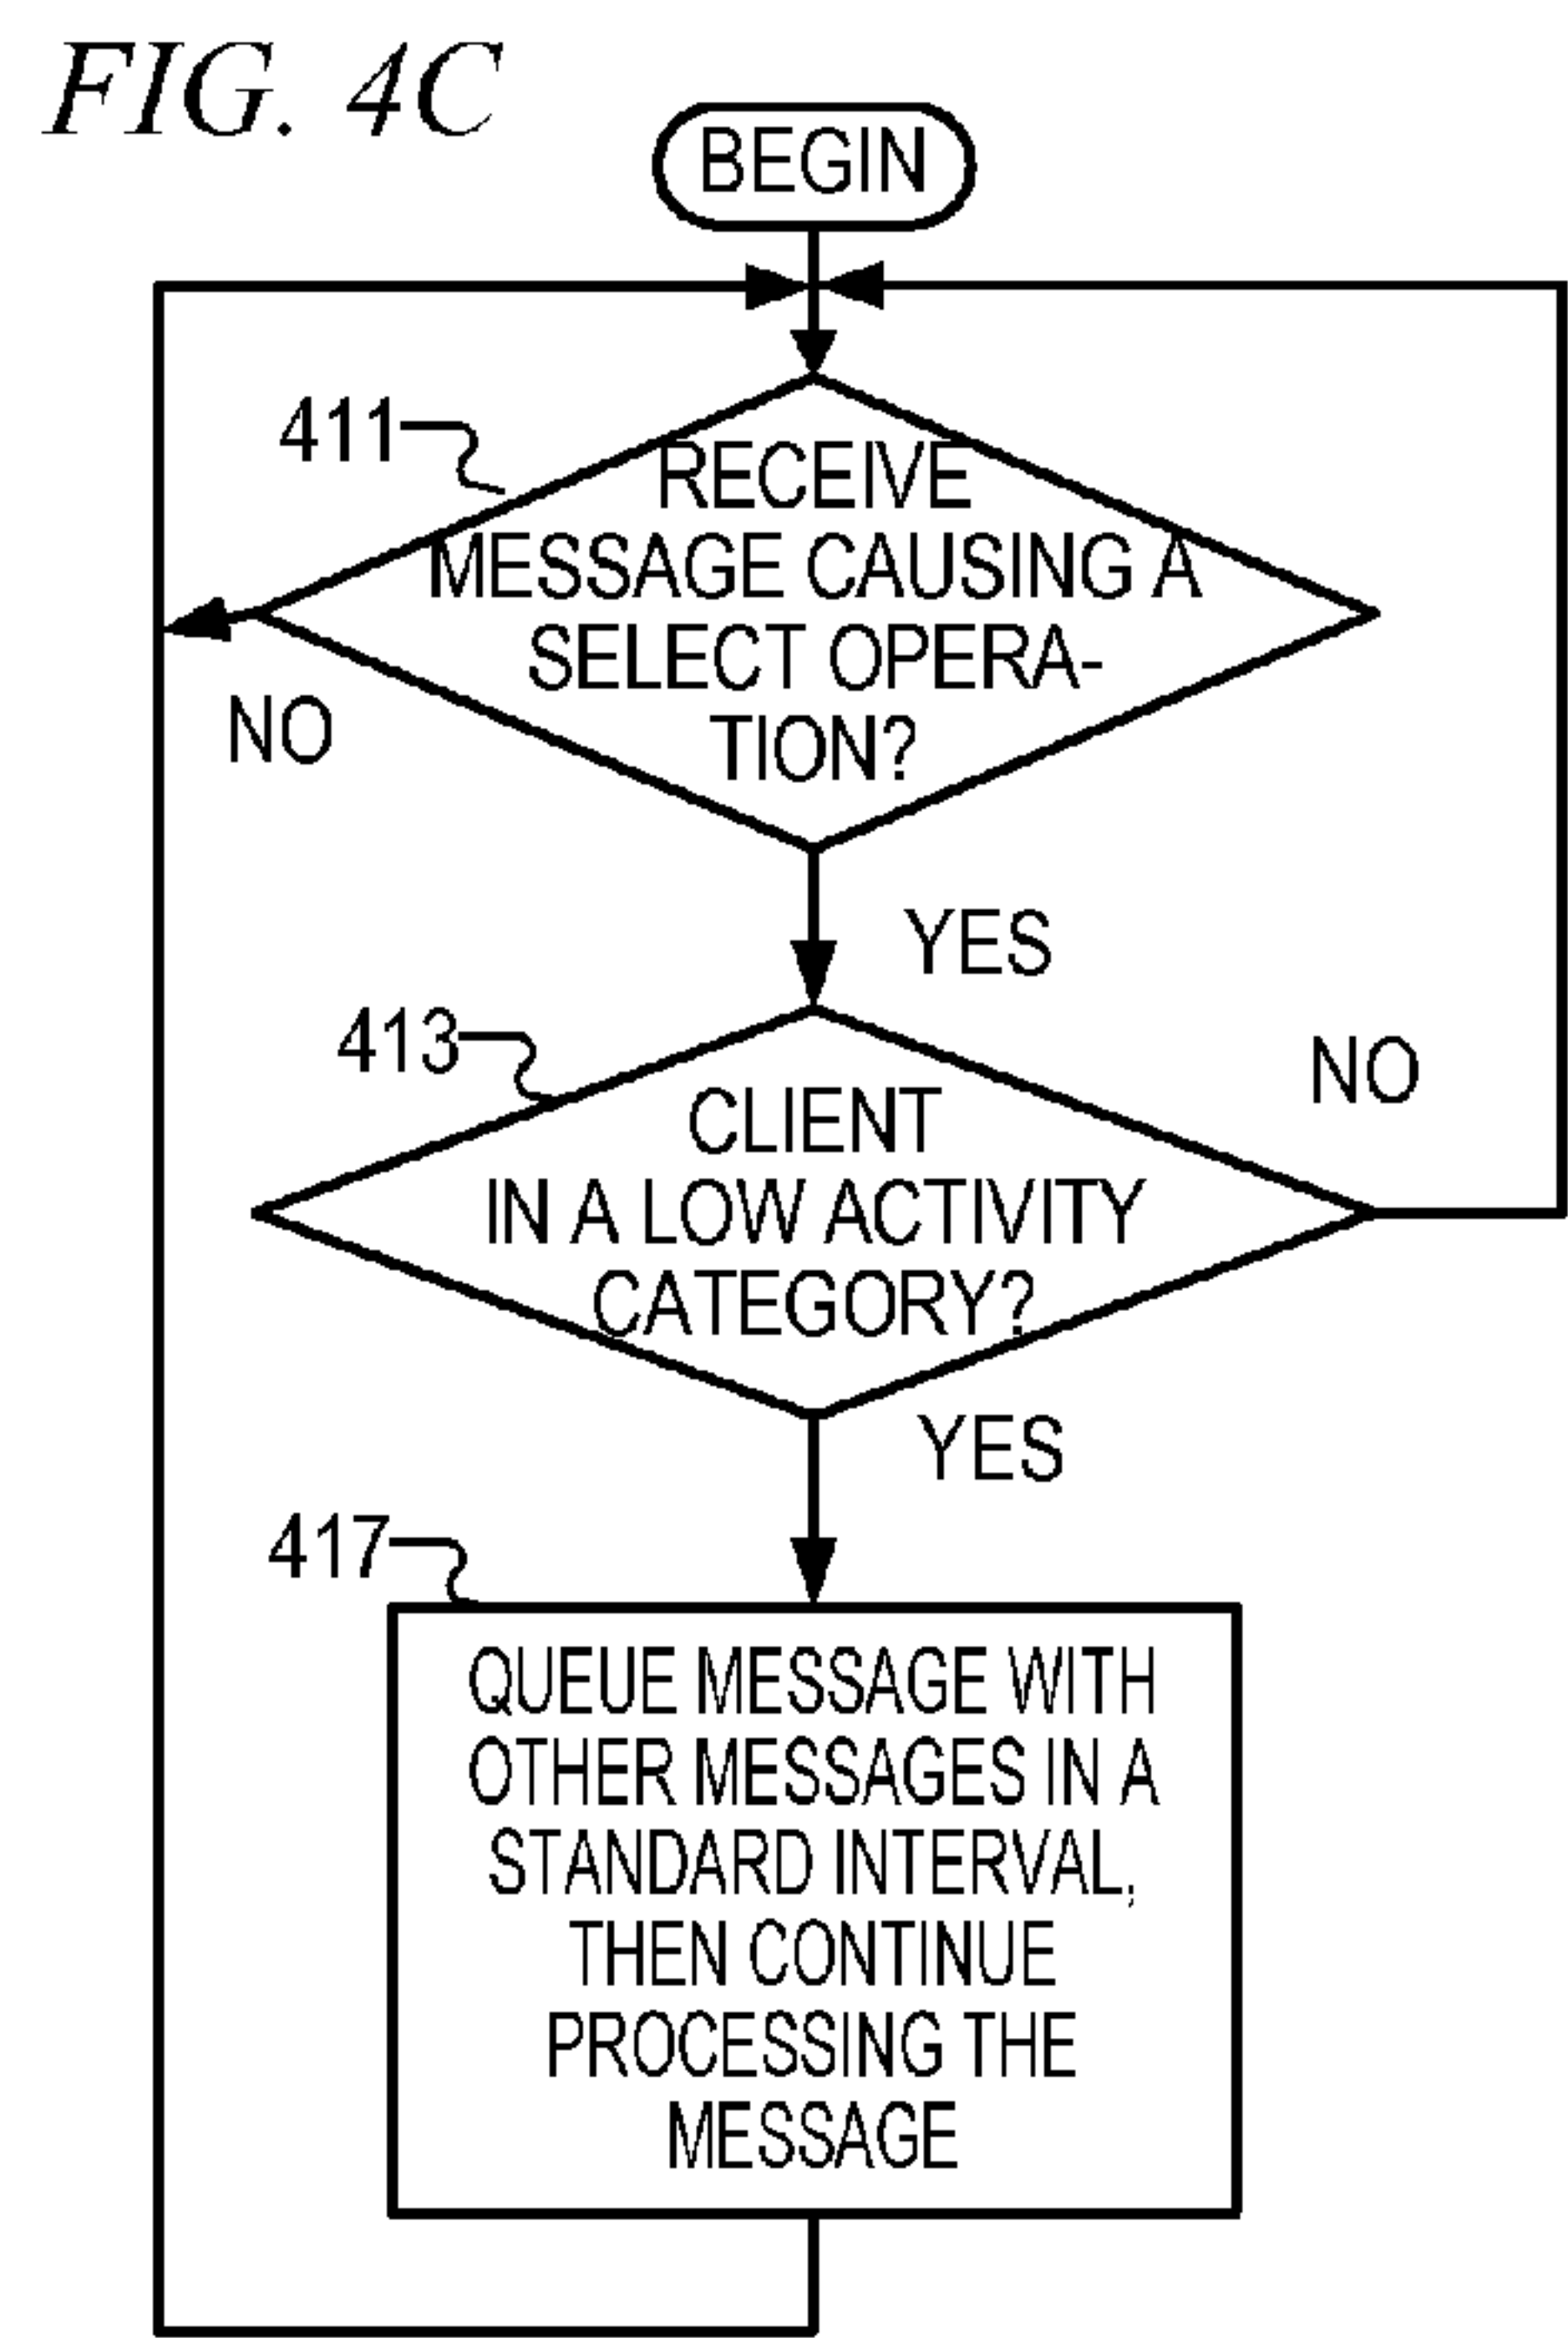 FIG. 4C
BEGIN
411
RECEIVE
MESSAGE CAUSING A
SELECT OPERA-
TION?
NO
YES
413
CLIENT
IN A LOW ACTIVITY
CATEGORY?
NO
YES
417
QUEUE MESSAGE WITH
OTHER MESSAGES IN A
STANDARD INTERVAL,
THEN CONTINUE
PROCESSING THE
MESSAGE